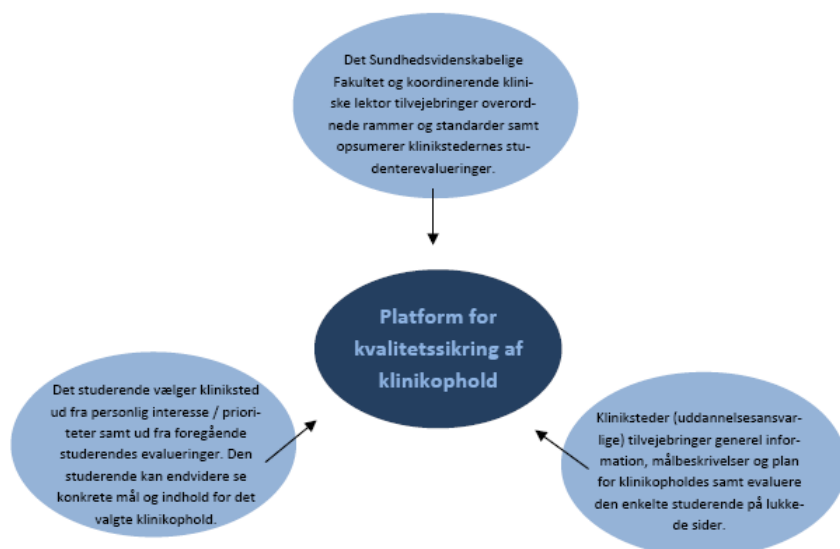 Det Sundhedsvidenskabelige
Fakultet og koordinerende klini-
ske lektor tilvejebringer overord-
nede rammer og standarder samt
opsumerer klinikstedernes stu-
denterevalueringer.
Platform for
kvalitetssikring af
klinikophold
Det studerende vælger kliniksted
ud fra personlig interesse / priori-
teter samt ud fra foregående
studerendes evalueringer. Den
studerende kan endvidere se
konkrete mål og indhold for det
valgte klinikophold.
Kliniksteder (uddannelsesansvar-
lige) tilvejebringer generel infor-
mation, målbeskrivelser og plan
for klinikopholdes samt evaluere
den enkelte studerende på lukke-
de sider.